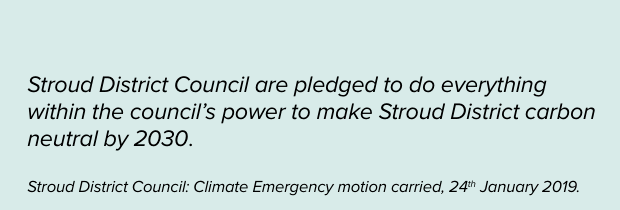 Stroud District Council are pledged to do everything
within the council’s power to make Stroud District carbon
neutral by 2030.
Stroud District Council: Climate Emergency motion carried, 24th January 2019.